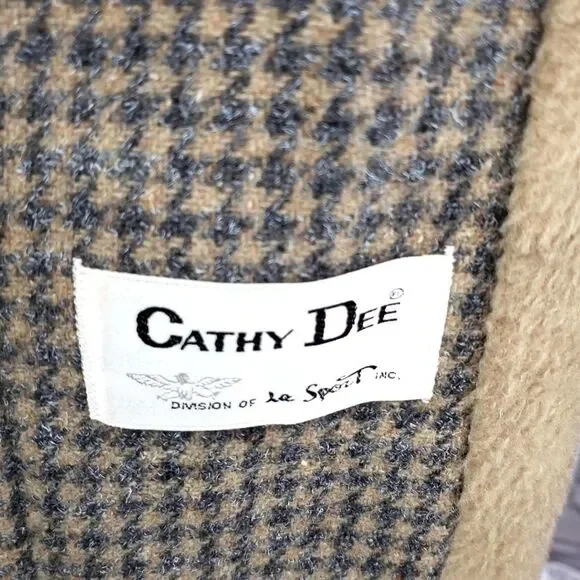 CATHY DEE®
DIVISION OF La Sport INC.